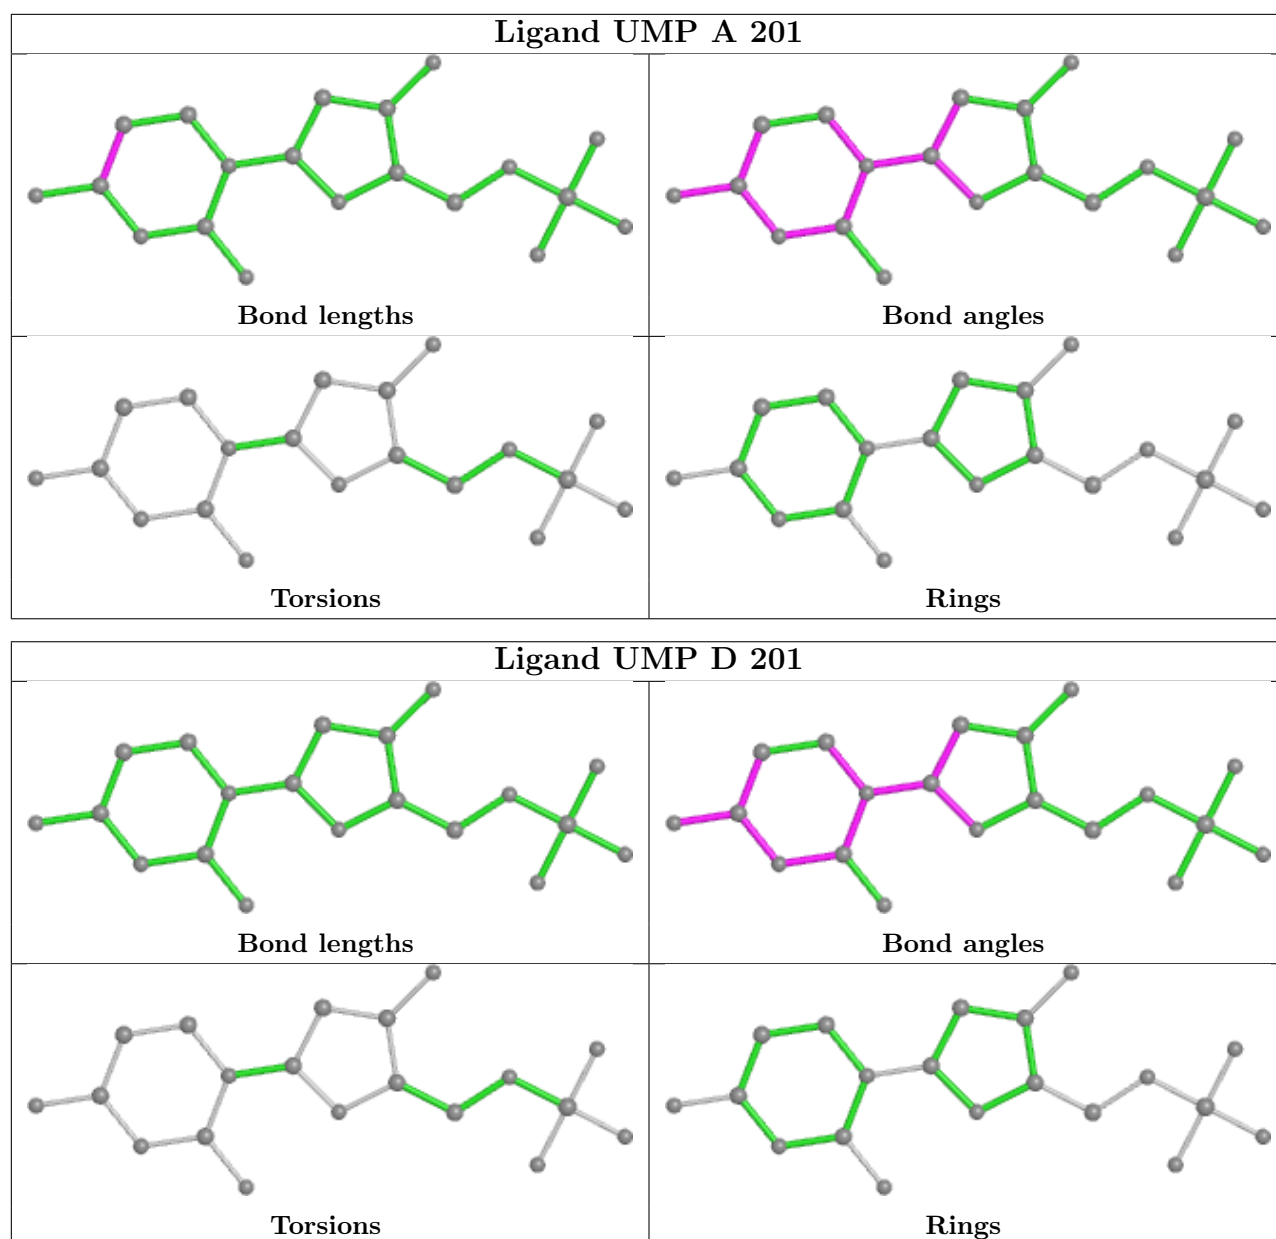 Ligand UMP A 201
Bond lengths
Bond angles
Torsions
Rings
Ligand UMP D 201
Bond lengths
Bond angles
Torsions
Rings